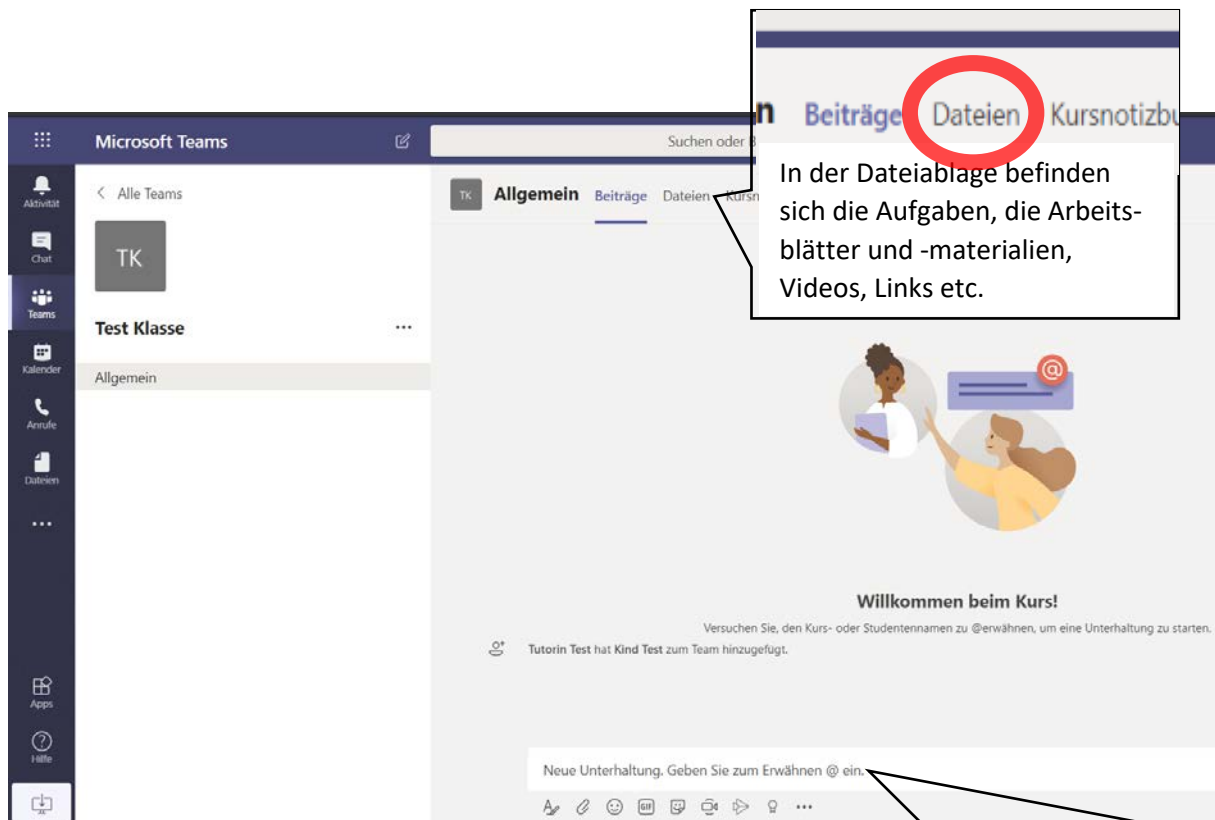 n Beiträge Dateien Kursnotizbu
In der Dateiablage befinden
sich die Aufgaben, die Arbeits-
blätter und -materialien,
Videos, Links etc.
Microsoft Teams
Suchen oder B
Aktivität
Chat
Teams
Kalender
Anrufe
Dateien
Apps
Hilfe
< Alle Teams
TK
Test Klasse
Allgemein
TK Allgemein Beiträge Dateien Kursn
@
Willkommen beim Kurs!
Versuchen Sie, den Kurs- oder Studentennamen zu @erwähnen, um eine Unterhaltung zu starten.
Tutorin Test hat Kind Test zum Team hinzugefügt.
Neue Unterhaltung. Geben Sie zum Erwähnen @ ein.
GIF